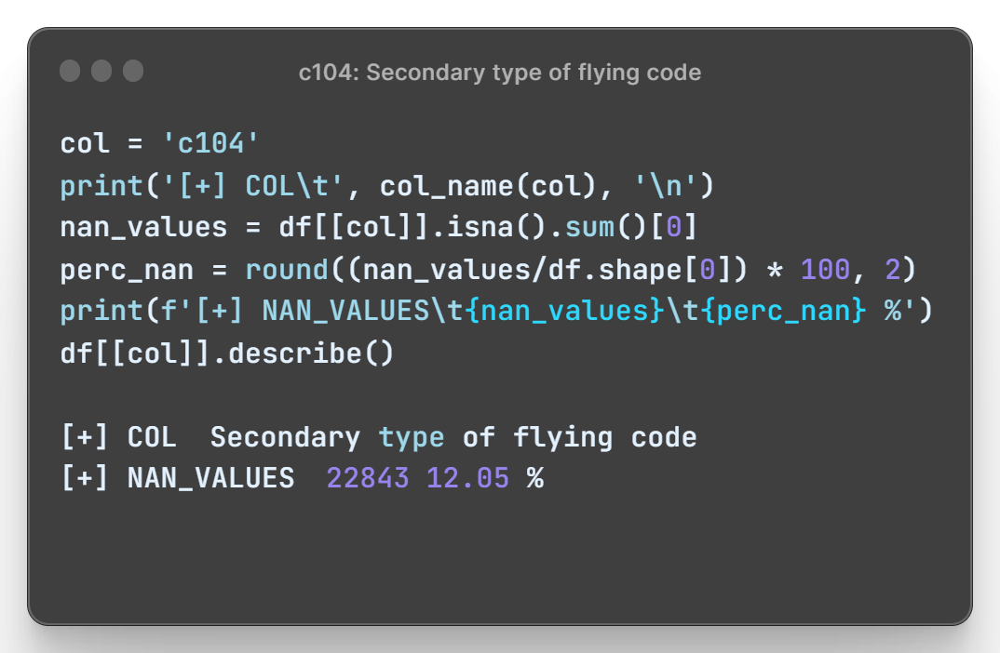 c104: Secondary type of flying code
col = 'c104'
print('[+] COL\t', col_name(col), '\n')
nan_values = df[[col]].isna().sum()[0]
perc_nan = round((nan_values/df.shape[0]) * 100, 2)
print(f'[+] NAN_VALUES\t{nan_values}\t{perc_nan} %')
df[[col]].describe()
[+] COL  Secondary type of flying code
[+] NAN_VALUES  22843 12.05 %